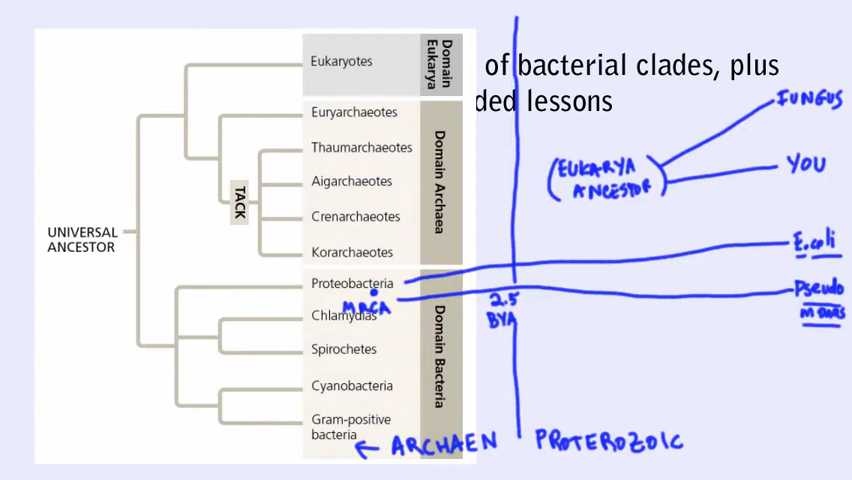 of bacterial clades, plus
ded lessons
Eukaryotes
Domain
Eukarya
Euryarchaeotes
Thaumarchaeotes
Aigarchaeotes
Crenarchaeotes
Korarchaeotes
TACK
Domain Archaea
UNIVERSAL
ANCESTOR
Proteobacteria
Chlamydias
Spirochetes
Cyanobacteria
Gram-positive
bacteria
Domain Bacteria
MRCA
2.5
BYA
← ARCHAEN
PROTEROZOIC
(EUKARYA
ANCESTOR)
FUNGUS
YOU
E.coli
Pseudo